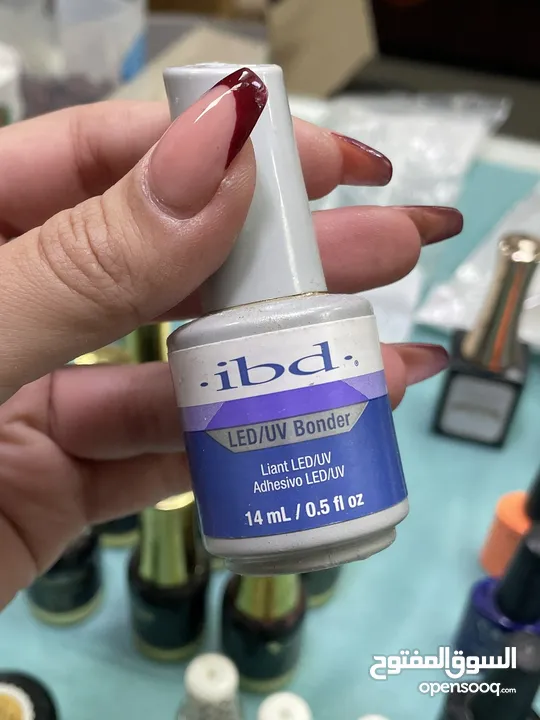 ·ibd·®
LED/UV Bonder
Liant LED/UV
Adhesivo LED/UV
14 mL / 0.5 fl oz
السوق المفتوح
opensooq.com